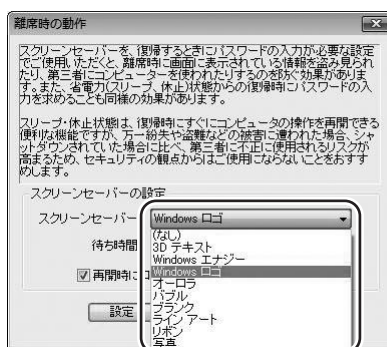 離席時の動作
スクリーンセーバーを、復帰するときにパスワードの入力が必要な設定
でご使用いただくと、離席時に画面に表示されている情報を盗み見られ
たり、第三者にコンピューターを使われたりするのを防ぐ効果がありま
す。また、省電力(スリープ、休止)状態からの復帰時にパスワードの入
力を求めることも同様の効果があります。
スリープ・休止状態は、復帰時にすぐにコンピュータの操作を再開できる
便利な機能ですが、万一紛失や盗難などの被害に遭われた場合、シャ
ットダウンされていた場合に比べ、第三者に不正に使用されるリスクが
高まるため、セキュリティの観点からはご使用にならないことをおすす
めします。
スクリーンセーバーの設定
スクリーンセーバー Windows ロゴ
(なし)
待ち時間 3D テキスト
Windows エナジー
再開時に Windows ロゴ
オーロラ
バブル
設定 ブランク
ライン アート
リボン
写真